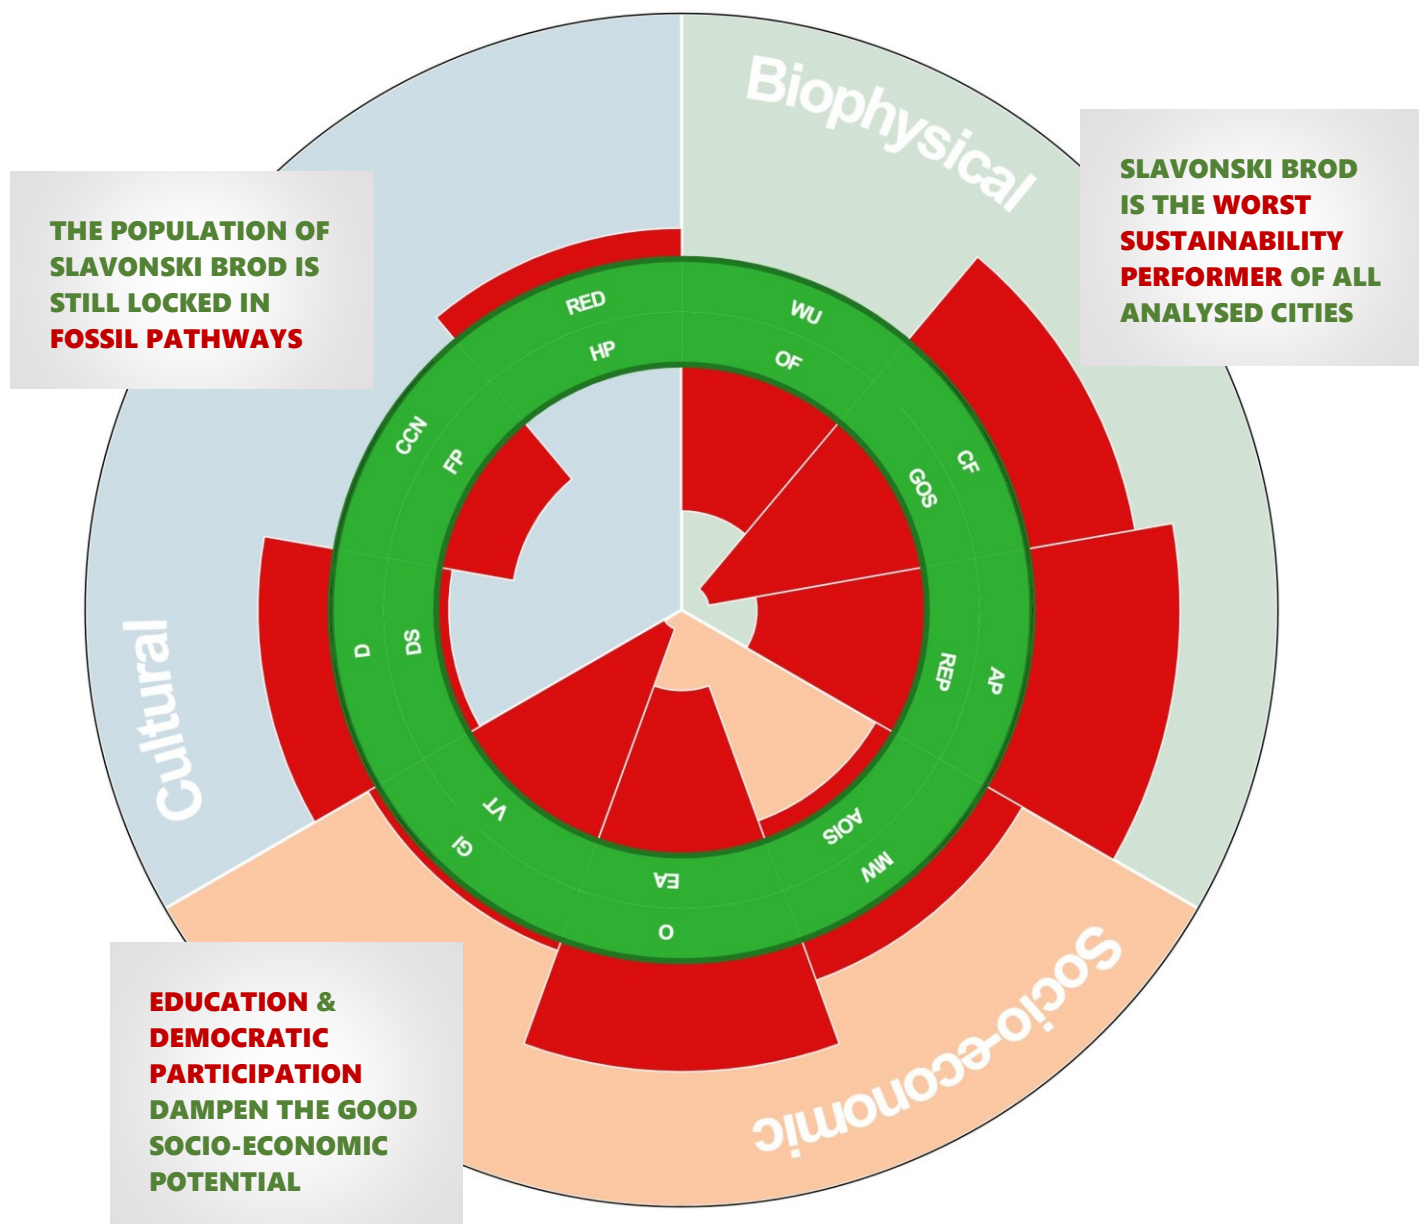 Biophysical
SLAVONSKI BROD
IS THE WORST
SUSTAINABILITY
PERFORMER OF ALL
ANALYSED CITIES
THE POPULATION OF
SLAVONSKI BROD IS
STILL LOCKED IN
FOSSIL PATHWAYS
RED
WU
HP
OF
CCN
FP
CF
GOS
D
DS
REP
AP
VT
GI
AOIS
MW
EA
O
Cultural
Socio-economic
EDUCATION &
DEMOCRATIC
PARTICIPATION
DAMPEN THE GOOD
SOCIO-ECONOMIC
POTENTIAL